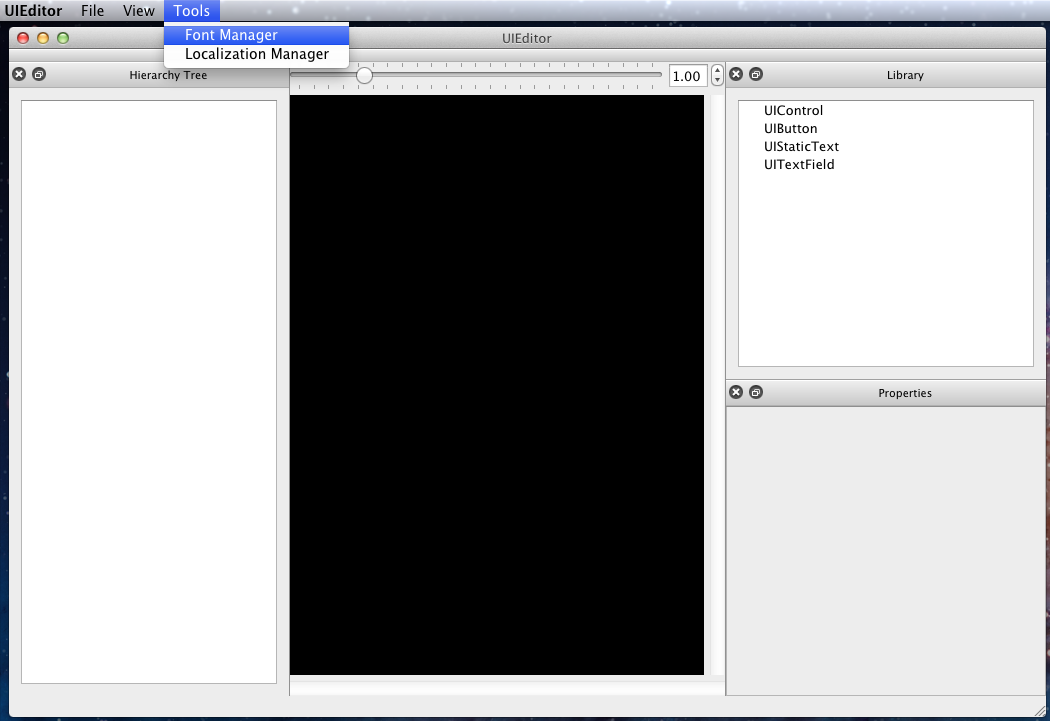 UIEditor File View Tools
Font Manager
Localization Manager
UIEditor
Hierarchy Tree
1.00
Library
UIControl
UIButton
UIStaticText
UITextField
Properties